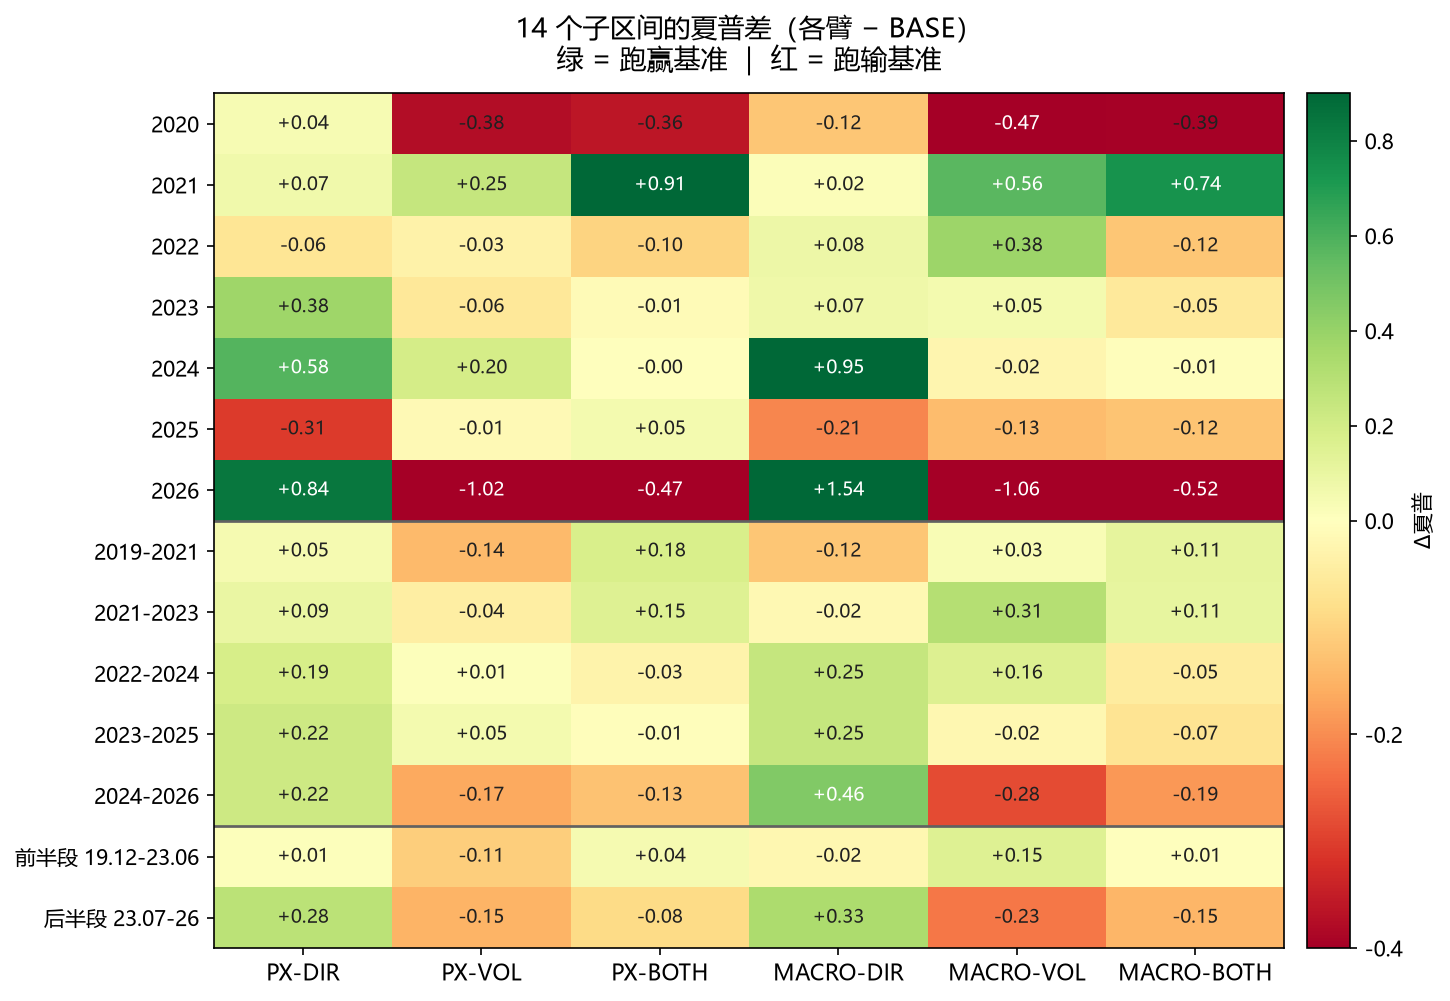 14 个子区间的夏普差（各臂 − BASE）
绿 = 跑赢基准 | 红 = 跑输基准
2020 +0.04 -0.38 -0.36 -0.12 -0.47 -0.39
2021 +0.07 +0.25 +0.91 +0.02 +0.56 +0.74
2022 -0.06 -0.03 -0.10 +0.08 +0.38 -0.12
2023 +0.38 -0.06 -0.01 +0.07 +0.05 -0.05
2024 +0.58 +0.20 -0.00 +0.95 -0.02 -0.01
2025 -0.31 -0.01 +0.05 -0.21 -0.13 -0.12
2026 +0.84 -1.02 -0.47 +1.54 -1.06 -0.52
2019-2021 +0.05 -0.14 +0.18 -0.12 +0.03 +0.11
2021-2023 +0.09 -0.04 +0.15 -0.02 +0.31 +0.11
2022-2024 +0.19 +0.01 -0.03 +0.25 +0.16 -0.05
2023-2025 +0.22 +0.05 -0.01 +0.25 -0.02 -0.07
2024-2026 +0.22 -0.17 -0.13 +0.46 -0.28 -0.19
前半段 19.12-23.06 +0.01 -0.11 +0.04 -0.02 +0.15 +0.01
后半段 23.07-26 +0.28 -0.15 -0.08 +0.33 -0.23 -0.15
PX-DIR PX-VOL PX-BOTH MACRO-DIR MACRO-VOL MACRO-BOTH
0.8
0.6
0.4
0.2
0.0
-0.2
-0.4
Δ夏普